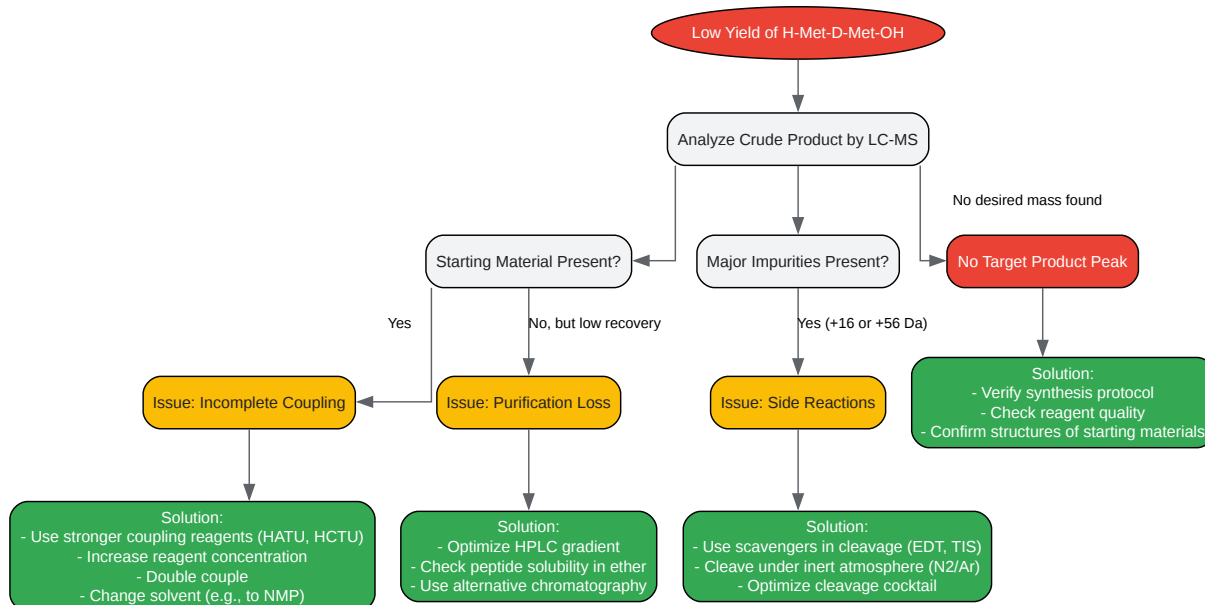 Low Yield of H-Met-D-Met-OH
Analyze Crude Product by LC-MS
No desired mass found
Starting Material Present?
Major Impurities Present?
No Target Product Peak
Yes
No, but low recovery
Yes (+16 or +56 Da)
Issue: Incomplete Coupling
Issue: Purification Loss
Issue: Side Reactions
Solution:
- Verify synthesis protocol
- Check reagent quality
- Confirm structures of starting materials
Solution:
- Use stronger coupling reagents (HATU, HCTU)
- Increase reagent concentration
- Double couple
- Change solvent (e.g., to NMP)
Solution:
- Optimize HPLC gradient
- Check peptide solubility in ether
- Use alternative chromatography
Solution:
- Use scavengers in cleavage (EDT, TIS)
- Cleave under inert atmosphere (N2/Ar)
- Optimize cleavage cocktail